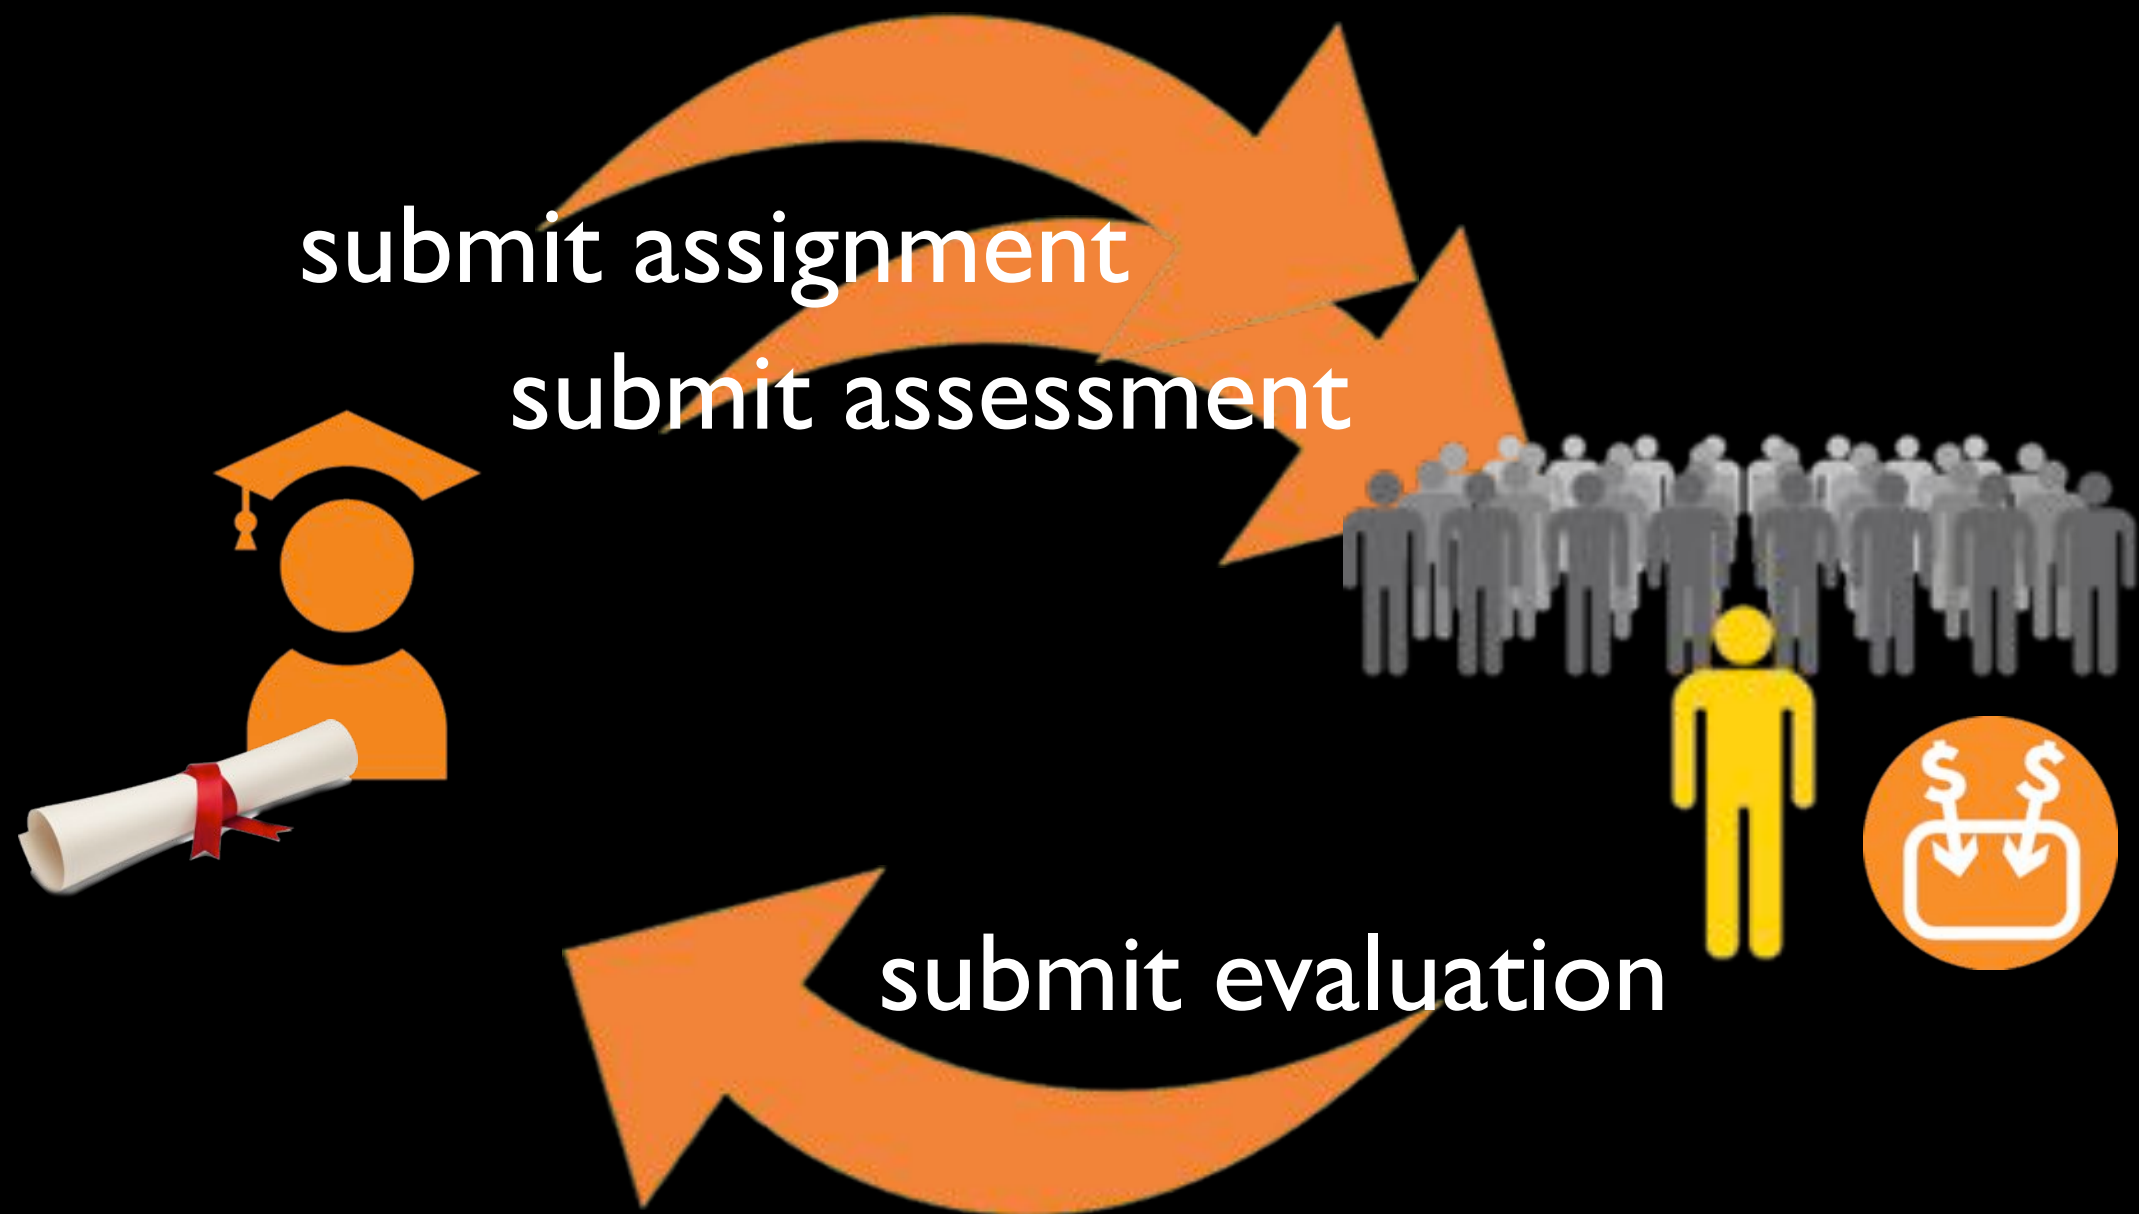 submit assignment
submit assessment
$ $
submit evaluation